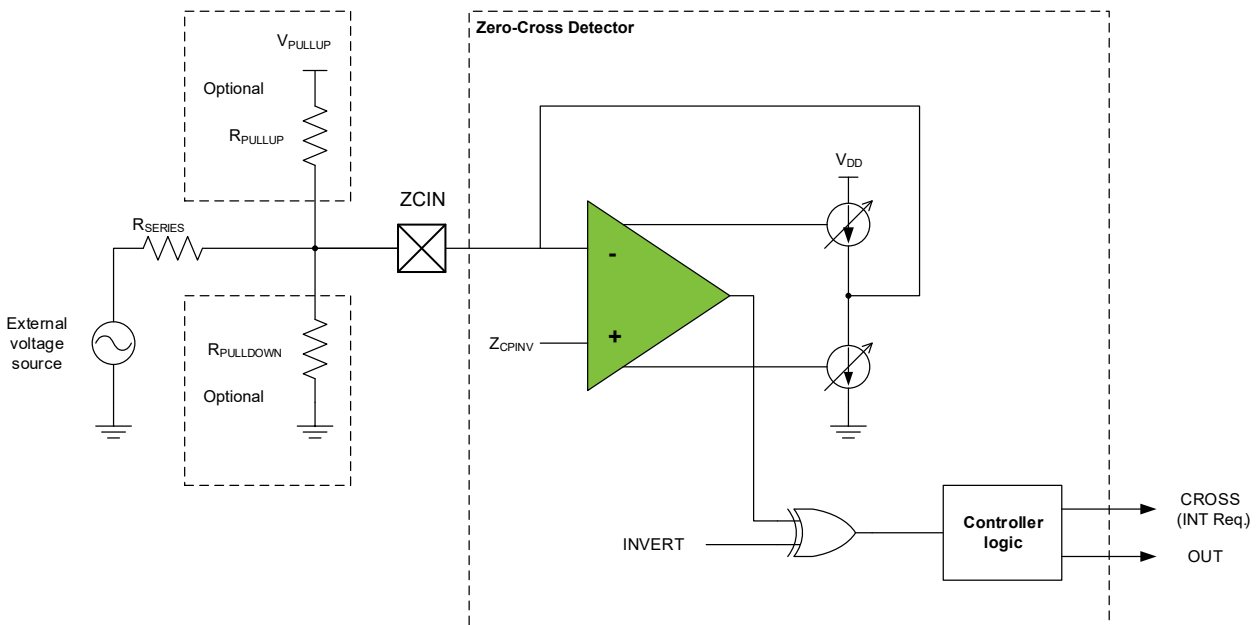 Zero-Cross Detector
VPULLUP
Optional
RPULLUP
VDD
ZCIN
RSERIES
-
External
voltage
source
+
ZCPINV
RPULLDOWN
Optional
INVERT
Controller
logic
CROSS
(INT Req.)
OUT